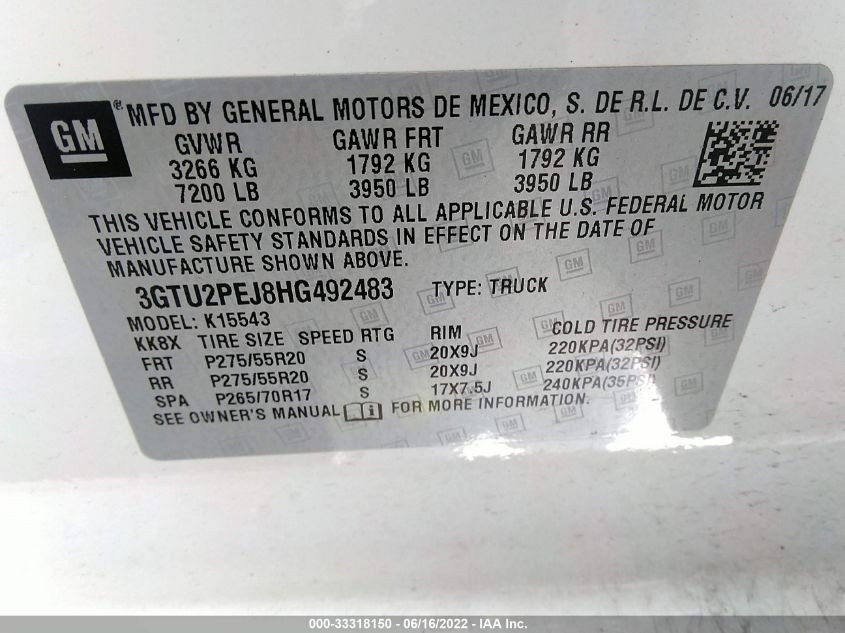 GM ® MFD BY GENERAL MOTORS DE MEXICO, S. DE R.L. DE C.V. 06/17
GVWR GAWR FRT GAWR RR
3266 KG 1792 KG 1792 KG
7200 LB 3950 LB 3950 LB
THIS VEHICLE CONFORMS TO ALL APPLICABLE U.S. FEDERAL MOTOR
VEHICLE SAFETY STANDARDS IN EFFECT ON THE DATE OF
MANUFACTURE SHOWN ABOVE.
3GTU2PEJ8HG492483 TYPE: TRUCK
MODEL: K15543
KK8X TIRE SIZE SPEED RTG RIM COLD TIRE PRESSURE
FRT P275/55R20 S 20X9J 220KPA(32PSI)
RR P275/55R20 S 20X9J 220KPA(32PSI)
SPA P265/70R17 S 17X7.5J 240KPA(35PSI)
SEE OWNER'S MANUAL FOR MORE INFORMATION.
000-33318150 - 06/16/2022 - IAA Inc.